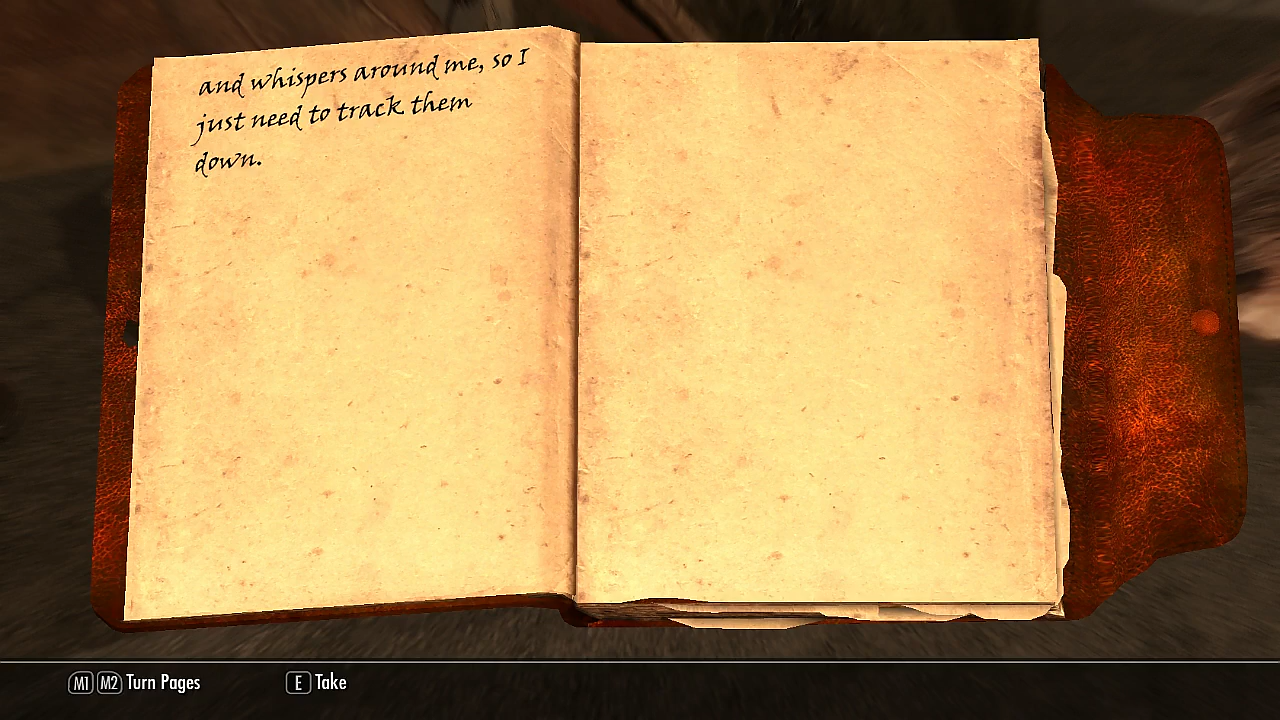 and whispers around me, so I
just need to track them
down.
M1 M2 Turn Pages E Take